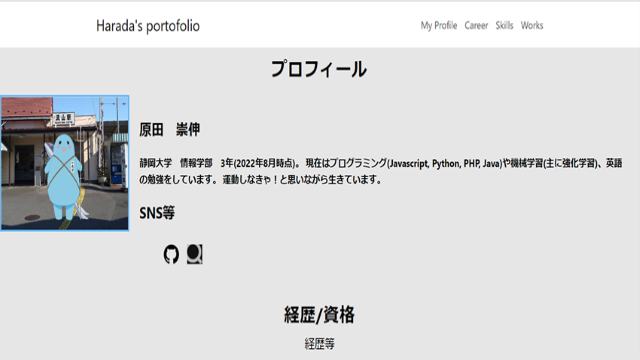 Harada's portofolio
My Profile Career Skills Works
プロフィール
流山駅
原田　崇伸
静岡大学　情報学部　3年(2022年8月時点)。 現在はプログラミング(Javascript, Python, PHP, Java)や機械学習(主に強化学習)、英語
の勉強をしています。 運動しなきゃ！と思いながら生きています。
SNS等
経歴/資格
経歴等